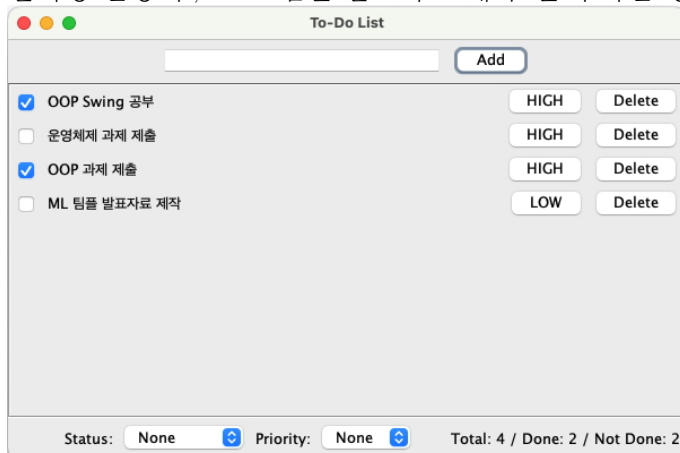 To-Do List
Add
OOP Swing 공부 HIGH Delete
운영체제 과제 제출 HIGH Delete
OOP 과제 제출 HIGH Delete
ML 팀플 발표자료 제작 LOW Delete
Status: None Priority: None Total: 4 / Done: 2 / Not Done: 2